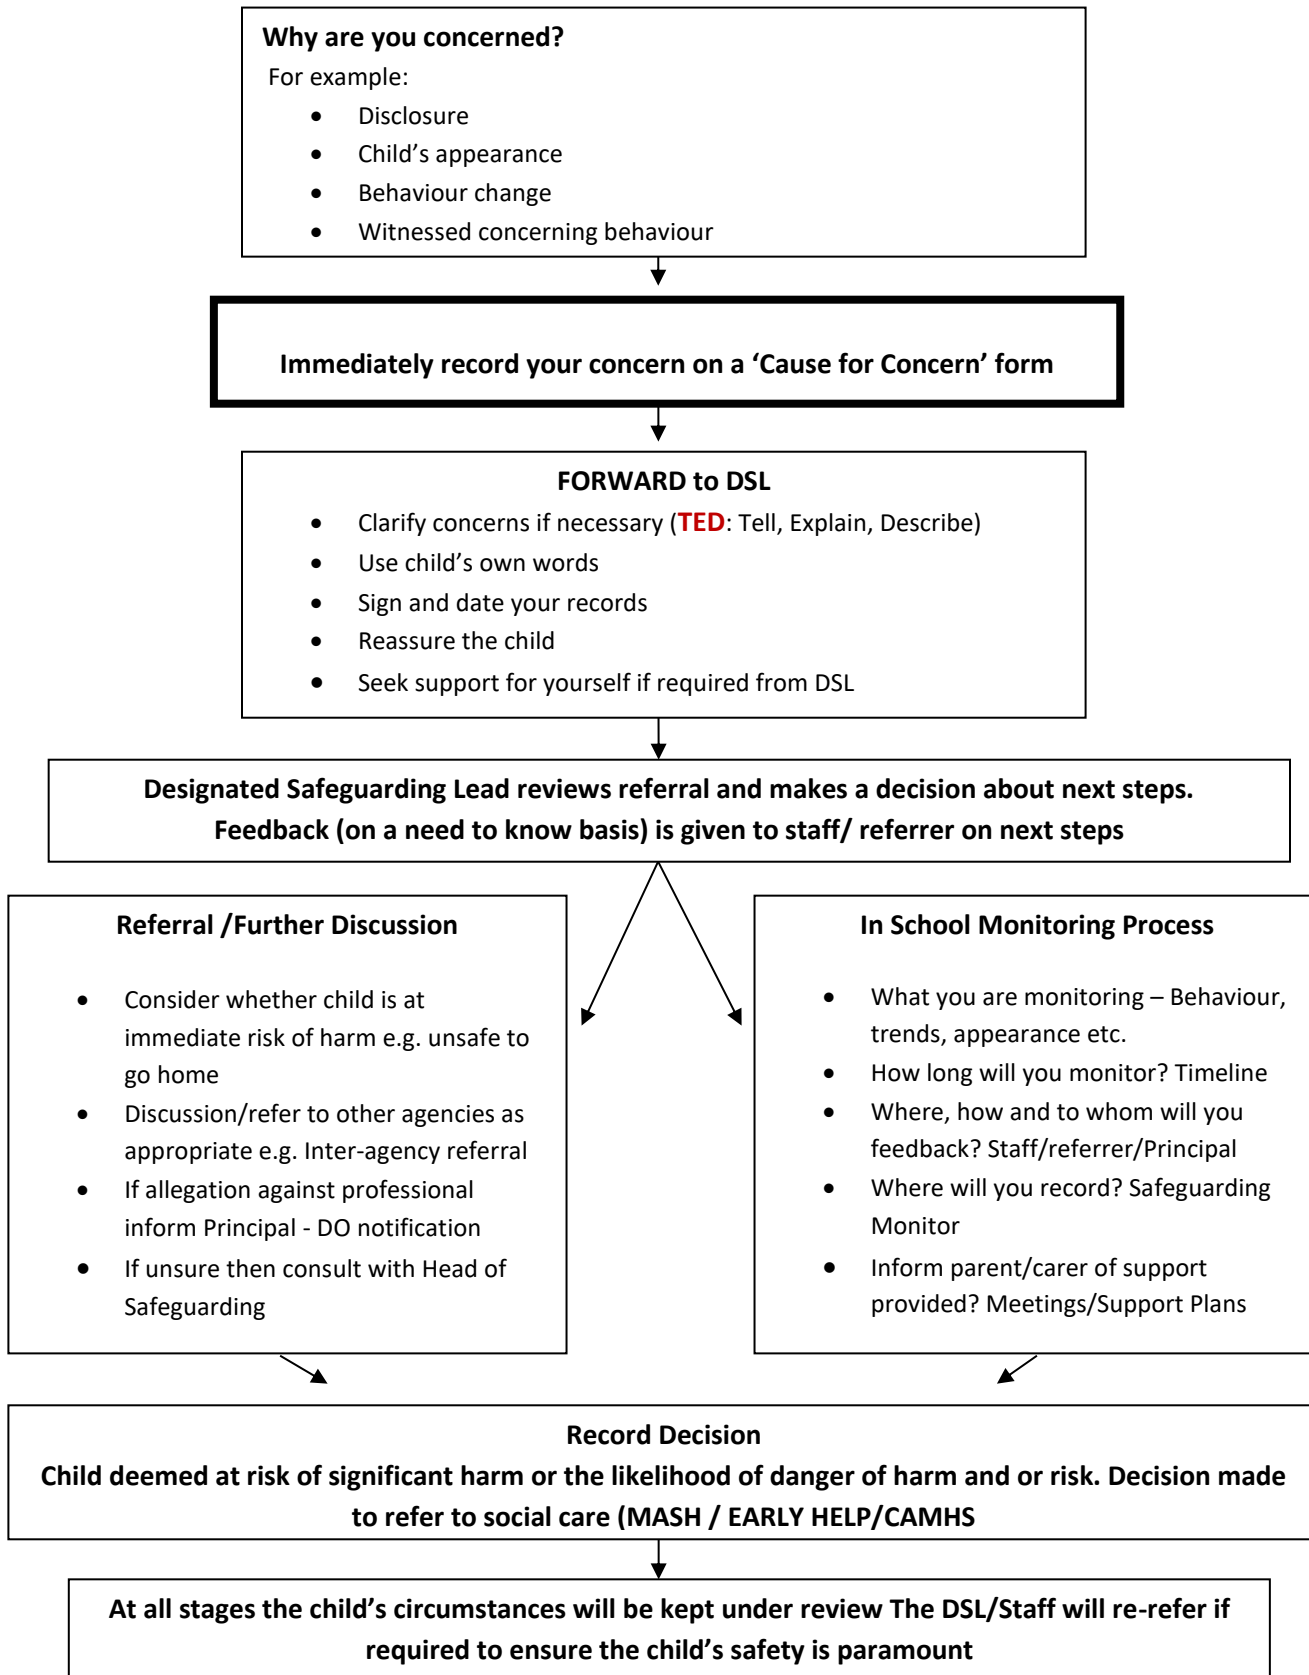 Why are you concerned?
For example:
• Disclosure
• Child’s appearance
• Behaviour change
• Witnessed concerning behaviour
Immediately record your concern on a ‘Cause for Concern’ form
FORWARD to DSL
• Clarify concerns if necessary (TED: Tell, Explain, Describe)
• Use child’s own words
• Sign and date your records
• Reassure the child
• Seek support for yourself if required from DSL
Designated Safeguarding Lead reviews referral and makes a decision about next steps.
Feedback (on a need to know basis) is given to staff/ referrer on next steps
Referral /Further Discussion
• Consider whether child is at
immediate risk of harm e.g. unsafe to
go home
• Discussion/refer to other agencies as
appropriate e.g. Inter-agency referral
• If allegation against professional
inform Principal - DO notification
• If unsure then consult with Head of
Safeguarding
In School Monitoring Process
• What you are monitoring – Behaviour,
trends, appearance etc.
• How long will you monitor? Timeline
• Where, how and to whom will you
feedback? Staff/referrer/Principal
• Where will you record? Safeguarding
Monitor
• Inform parent/carer of support
provided? Meetings/Support Plans
Record Decision
Child deemed at risk of significant harm or the likelihood of danger of harm and or risk. Decision made
to refer to social care (MASH / EARLY HELP/CAMHS
At all stages the child’s circumstances will be kept under review The DSL/Staff will re-refer if
required to ensure the child’s safety is paramount